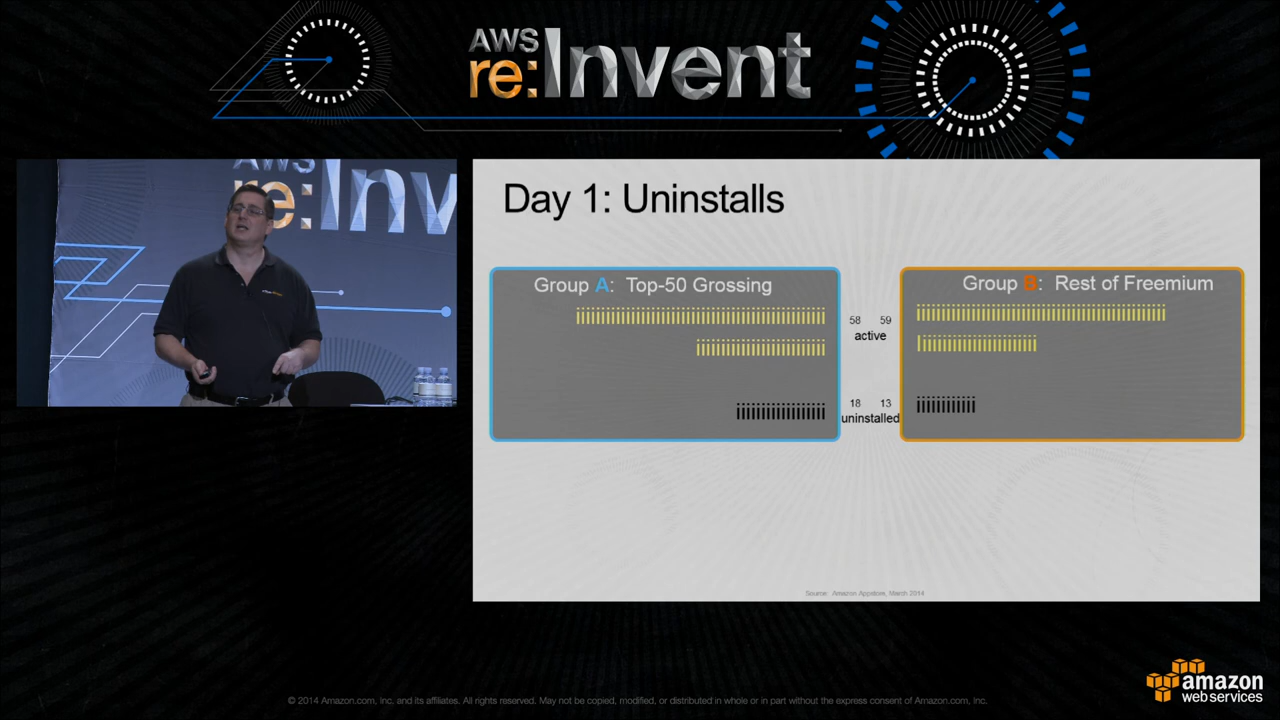 AWS
re:Invent
AWS
re:Inv
Day 1: Uninstalls
Group A: Top-50 Grossing
Group B: Rest of Freemium
58 59
active
18 13
uninstalled
Source: Amazon Appstore, March 2014
© 2014 Amazon.com, Inc. and its affiliates. All rights reserved. May not be copied, modified, or distributed in whole or in part without the express consent of Amazon.com, Inc.
amazon
web services